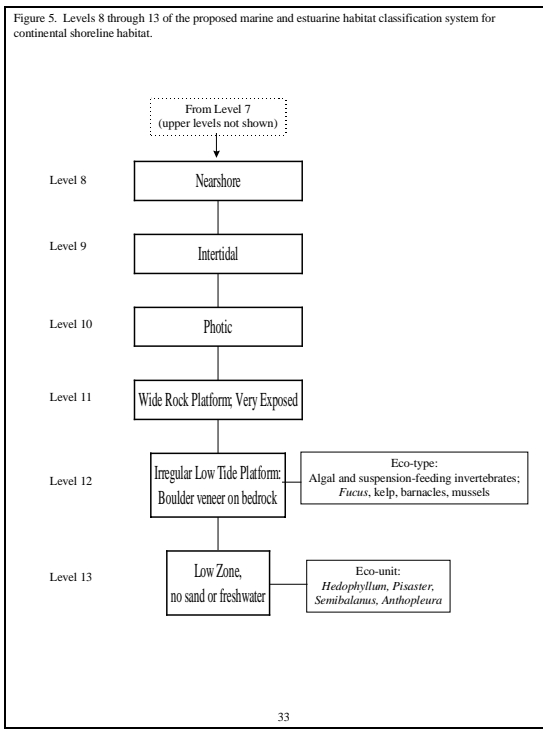 Figure 5. Levels 8 through 13 of the proposed marine and estuarine habitat classification system for
continental shoreline habitat.
From Level 7
(upper levels not shown)
Level 8
Nearshore
Level 9
Intertidal
Level 10
Photic
Level 11
Wide Rock Platform; Very Exposed
Level 12
Irregular Low Tide Platform:
Boulder veneer on bedrock
Eco-type:
Algal and suspension-feeding invertebrates;
Fucus, kelp, barnacles, mussels
Level 13
Low Zone,
no sand or freshwater
Eco-unit:
Hedophyllum, Pisaster,
Semibalanus, Anthopleura
33